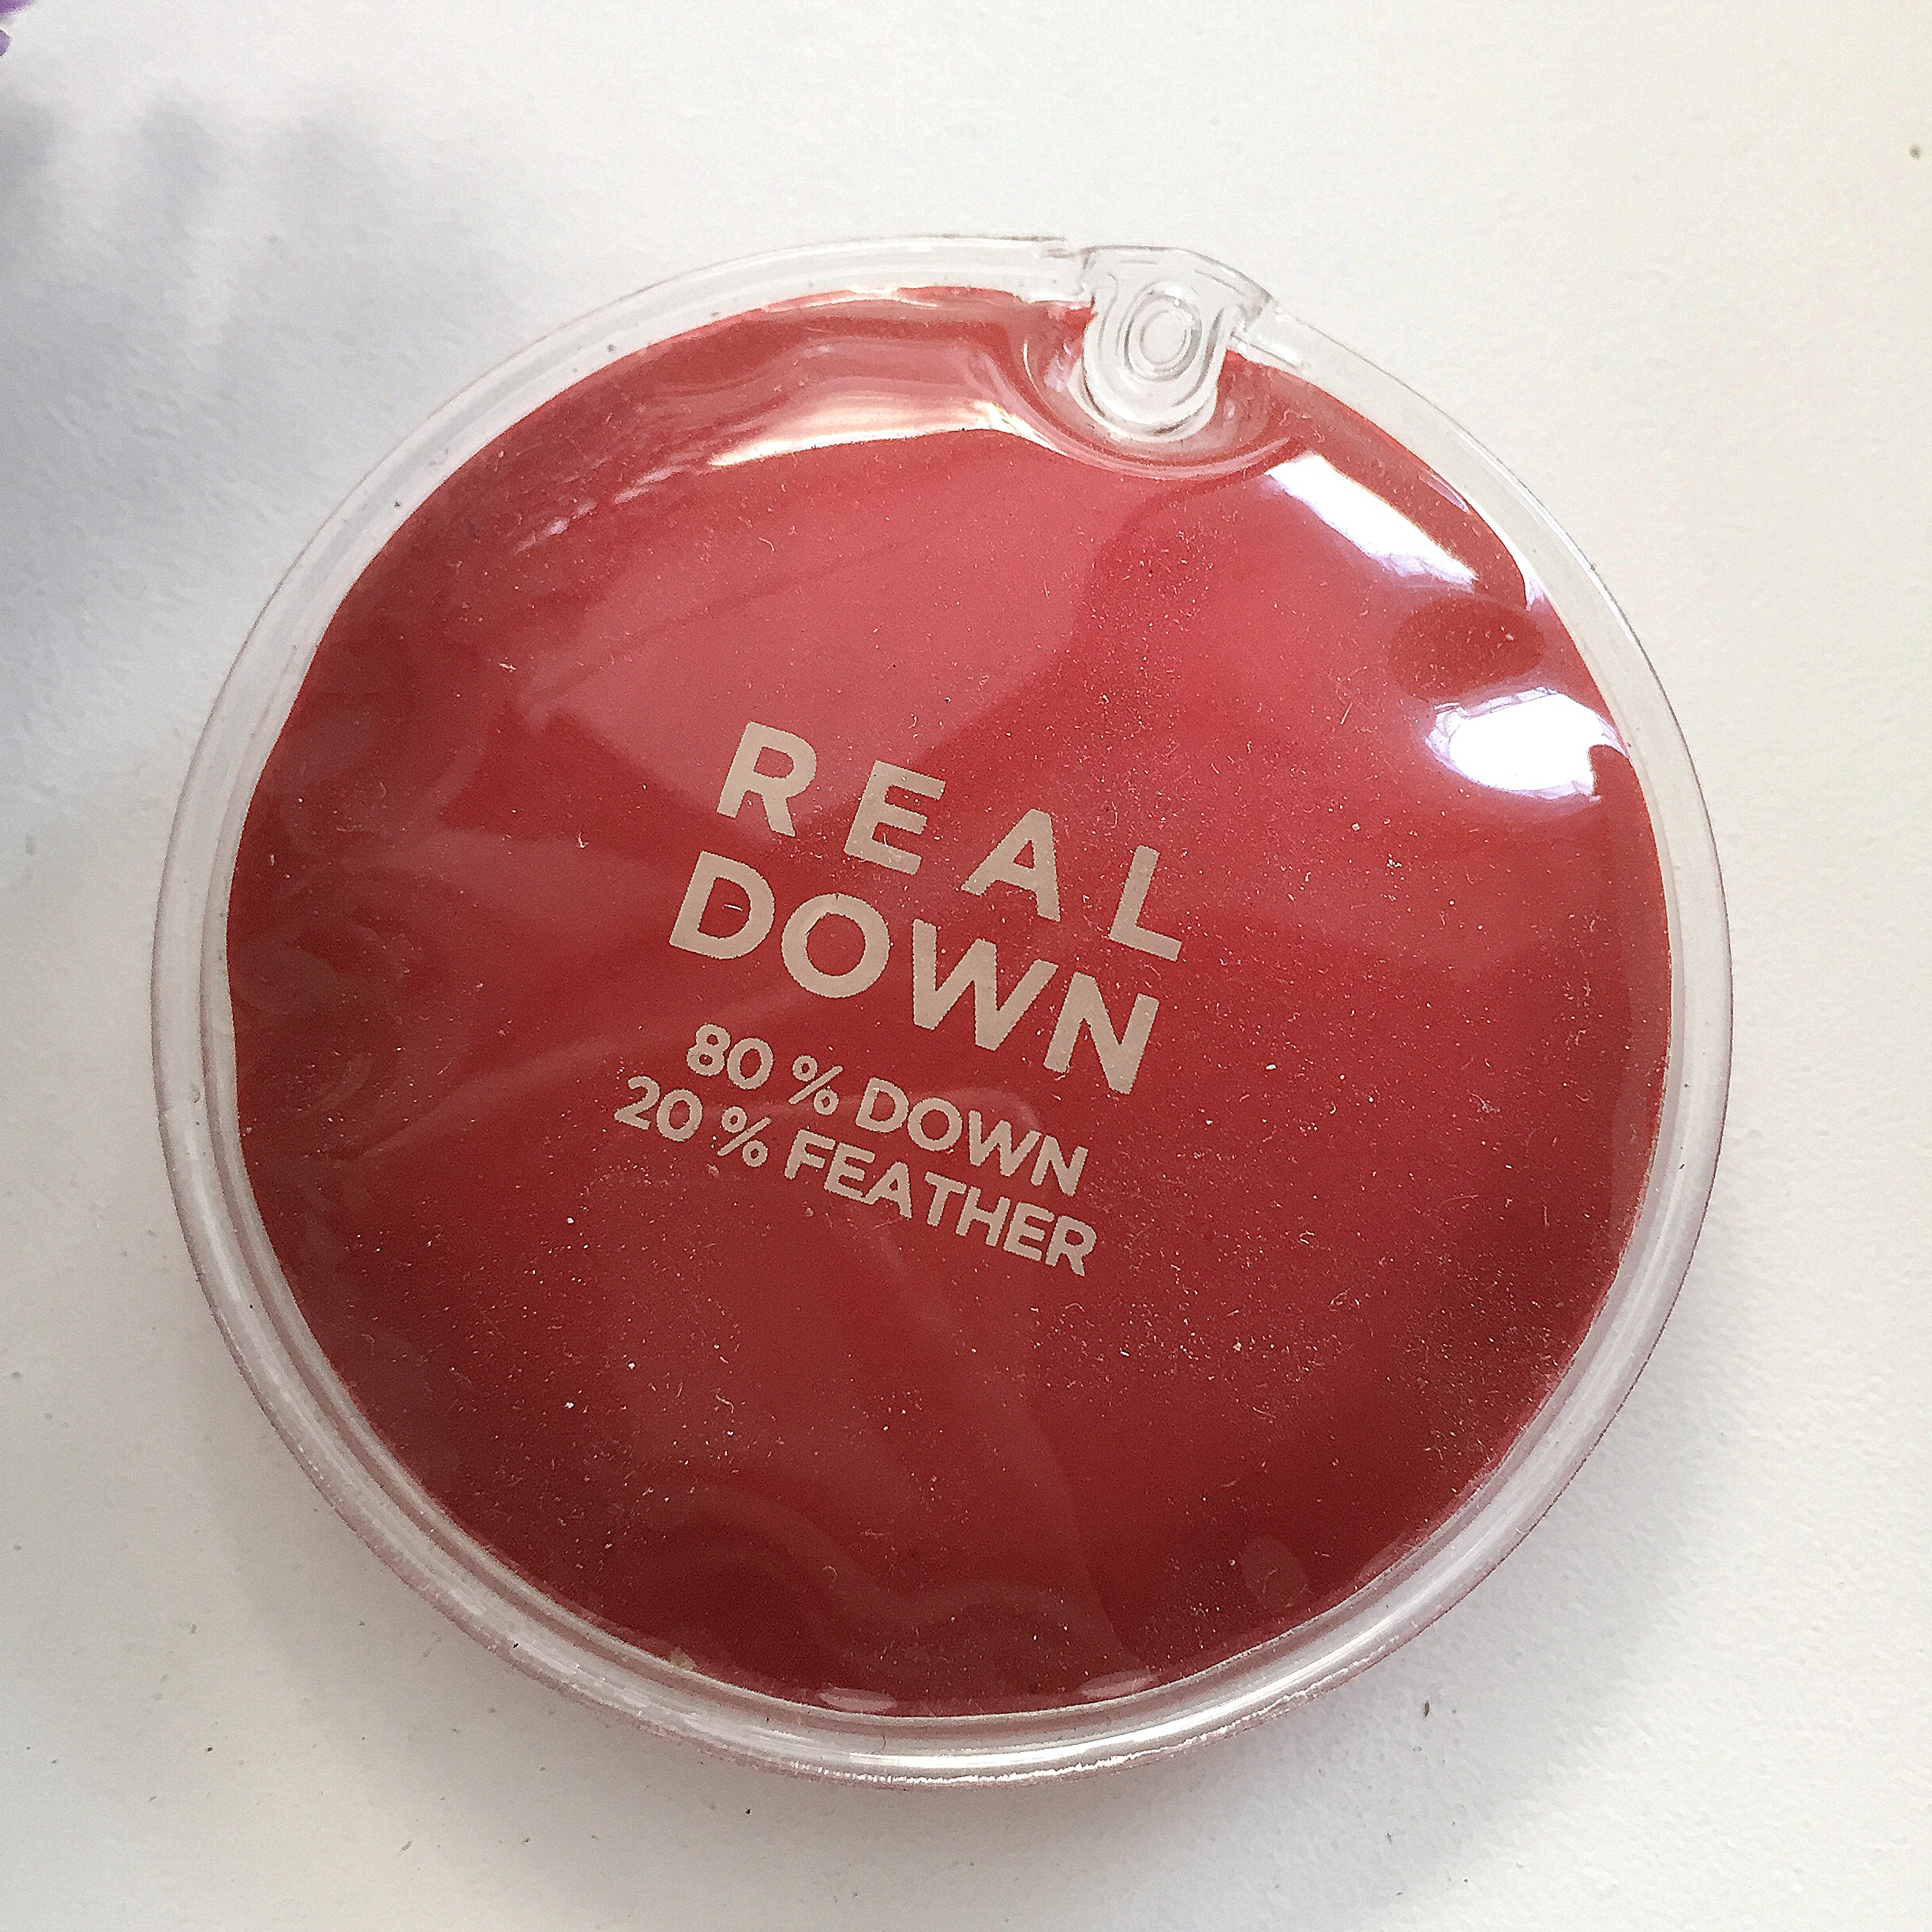 REAL
DOWN
80 % DOWN
20 % FEATHER